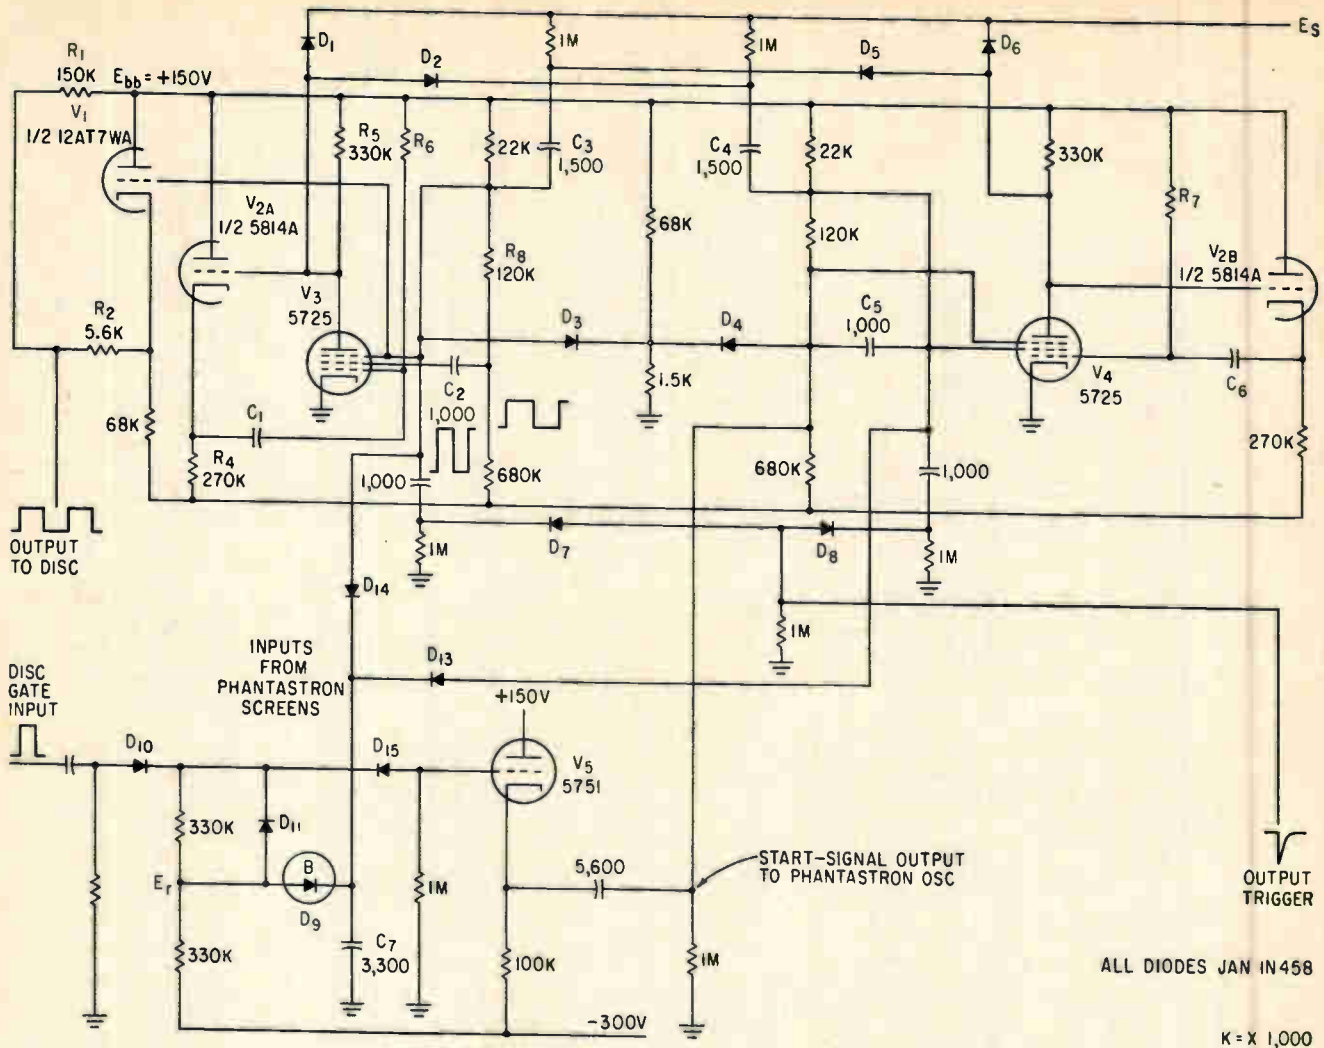 D1
1M
1M
D5
D6
ES
R1
150K
Ebb = +150V
D2
V1
1/2 12AT7WA
R5
330K
R6
22K
C3
1,500
C4
1,500
22K
330K
R7
V2A
1/2 5814A
68K
120K
R8
120K
V2B
1/2 5814A
V3
5725
R2
5.6K
D3
D4
C5
1,000
C2
1,000
1.5K
V4
5725
C6
68K
C1
R4
270K
1,000
680K
680K
1,000
270K
OUTPUT
TO DISC
1M
D7
D8
1M
D14
1M
INPUTS
FROM
PHANTASTRON
SCREENS
D13
DISC
GATE
INPUT
+150V
D10
D15
V5
5751
330K
D11
Er
B
D9
1M
5,600
START-SIGNAL OUTPUT
TO PHANTASTRON OSC
OUTPUT
TRIGGER
330K
C7
3,300
100K
1M
ALL DIODES JAN 1N458
-300V
K = X 1,000